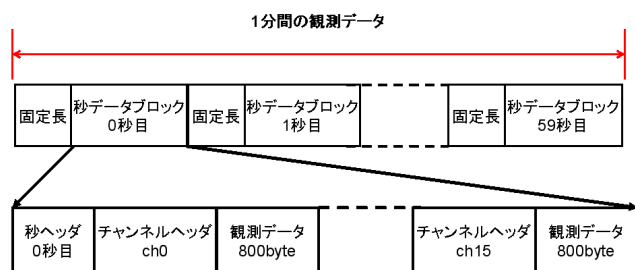 1分間の観測データ
固定長
秒データブロック
0秒目
固定長
秒データブロック
1秒目
固定長
秒データブロック
59秒目
秒ヘッダ
0秒目
チャンネルヘッダ
ch0
観測データ
800byte
チャンネルヘッダ
ch15
観測データ
800byte